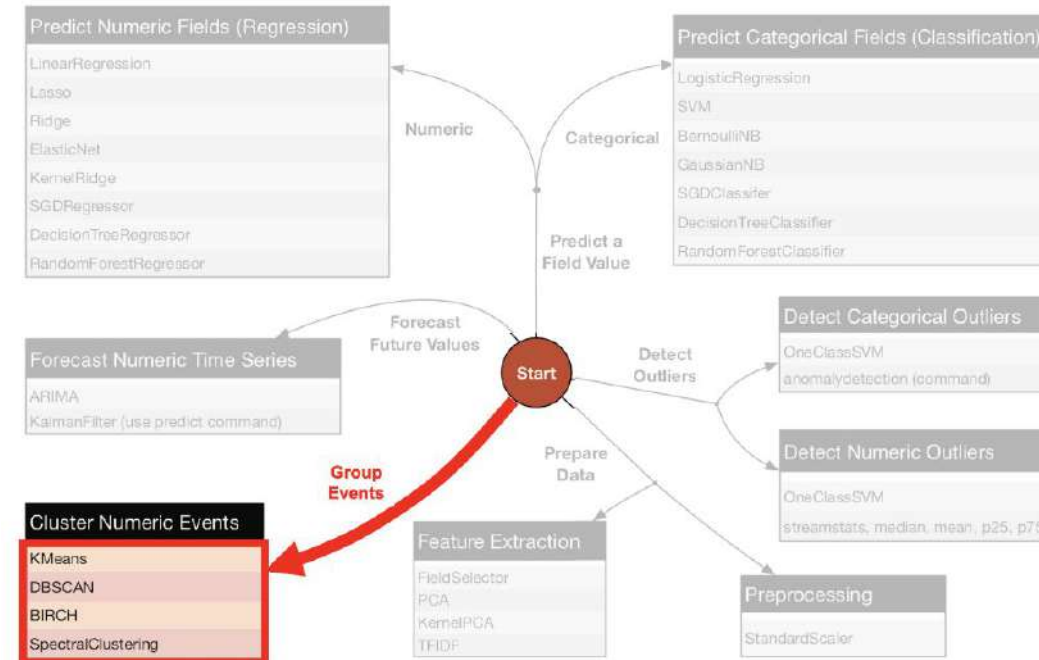 Predict Numeric Fields (Regression)
LinearRegression
Lasso
Ridge
ElasticNet
KernelRidge
SGDRegressor
DecisionTreeRegressor
RandomForestRegressor
Numeric
Categorical
Predict Categorical Fields (Classification)
LogisticRegression
SVM
BernoulliNB
GaussianNB
SGDClassifer
DecisionTreeClassifier
RandomForestClassifier
Predict a
Field Value
Forecast
Future Values
Forecast Numeric Time Series
ARIMA
KalmanFilter (use predict command)
Start
Detect
Outliers
Detect Categorical Outliers
OneClassSVM
anomalydetection (command)
Detect Numeric Outliers
OneClassSVM
streamstats, median, mean, p25, p75
Group
Events
Prepare
Data
Cluster Numeric Events
KMeans
DBSCAN
BIRCH
SpectralClustering
Feature Extraction
FieldSelector
PCA
KernelPCA
TFIDF
Preprocessing
StandardScaler